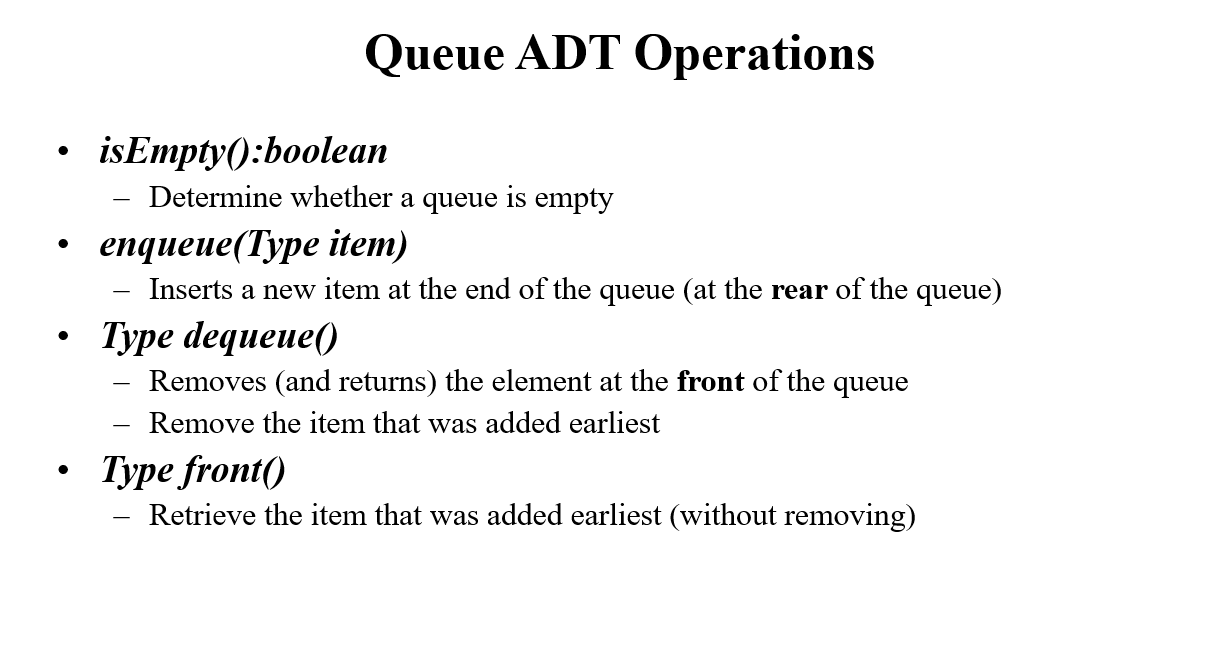 Queue ADT Operations
• isEmpty():boolean
– Determine whether a queue is empty
• enqueue(Type item)
– Inserts a new item at the end of the queue (at the rear of the queue)
• Type dequeue()
– Removes (and returns) the element at the front of the queue
– Remove the item that was added earliest
• Type front()
– Retrieve the item that was added earliest (without removing)